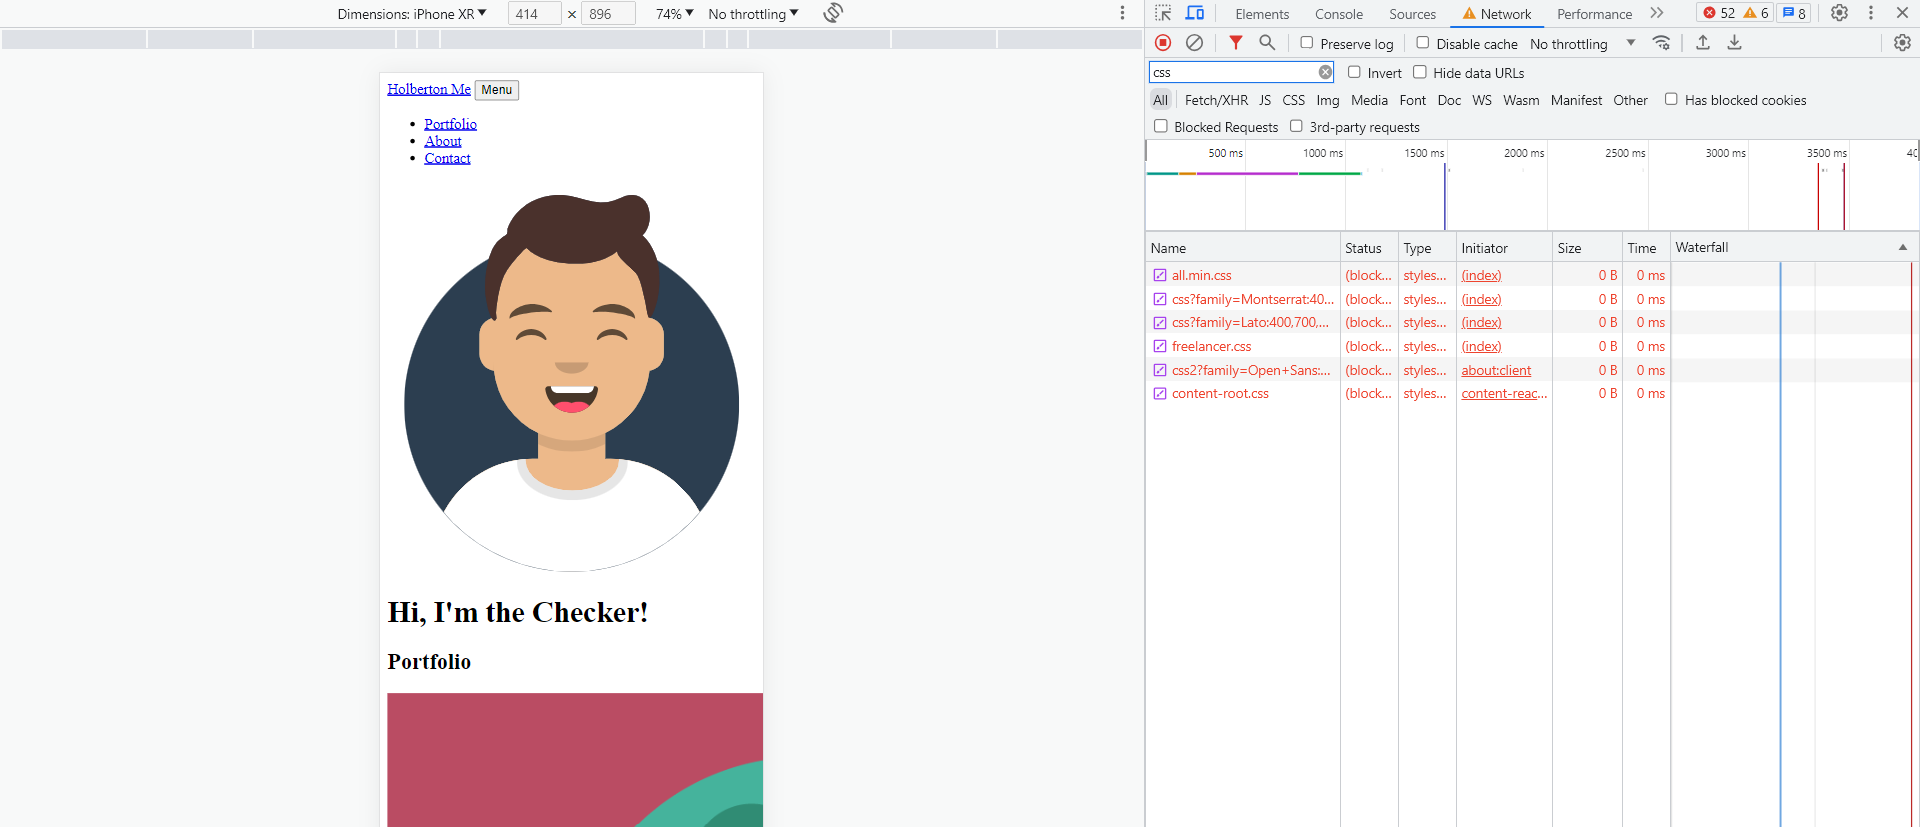 Dimensions: iPhone XR 414 × 896 74% No throttling
Holberton Me Menu
Portfolio
About
Contact
Hi, I'm the Checker!
Portfolio
Elements Console Sources Network Performance 52 6 8
Preserve log Disable cache No throttling
css Invert Hide data URLs
All Fetch/XHR JS CSS Img Media Font Doc WS Wasm Manifest Other Has blocked cookies
Blocked Requests 3rd-party requests
500 ms 1000 ms 1500 ms 2000 ms 2500 ms 3000 ms 3500 ms
Name Status Type Initiator Size Time Waterfall
all.min.css (block... styles... (index) 0 B 0 ms
css?family=Montserrat:40... (block... styles... (index) 0 B 0 ms
css?family=Lato:400,700,... (block... styles... (index) 0 B 0 ms
freelancer.css (block... styles... (index) 0 B 0 ms
css2?family=Open+Sans:... (block... styles... about:client 0 B 0 ms
content-root.css (block... styles... content-reac... 0 B 0 ms